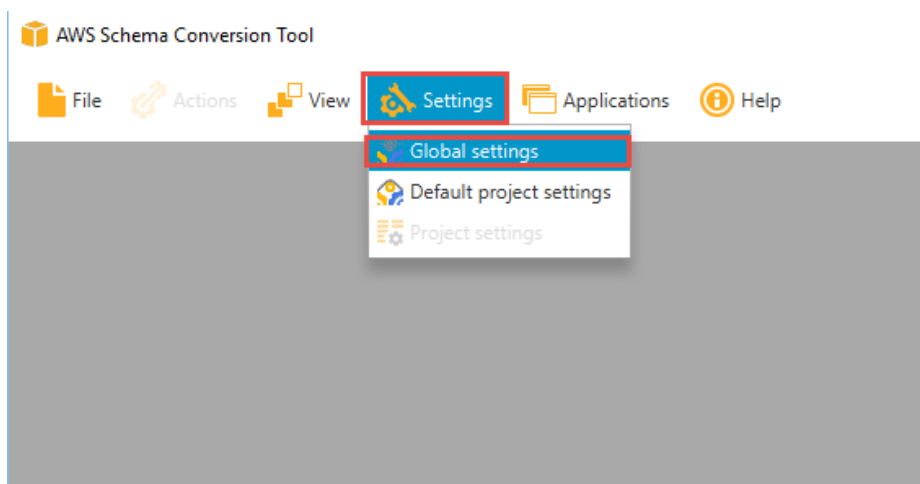 AWS Schema Conversion Tool
File Actions View Settings Applications Help
Global settings
Default project settings
Project settings